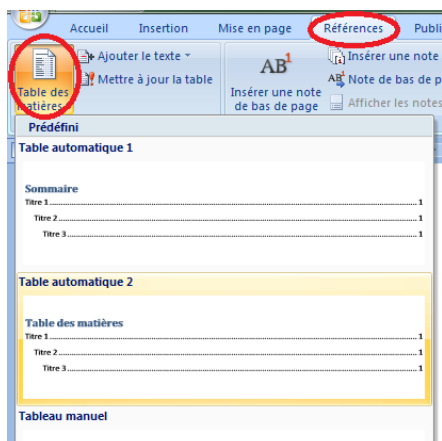 Accueil Insertion Mise en page Références Publi
Ajouter le texte
Mettre à jour la table
Table des matières
AB¹
Insérer une note de bas de page
Insérer une note
Note de bas de p
Afficher les notes
Prédéfini
Table automatique 1
Sommaire
Titre 1 1
Titre 2 1
Titre 3 1
Table automatique 2
Table des matières
Titre 1 1
Titre 2 1
Titre 3 1
Tableau manuel